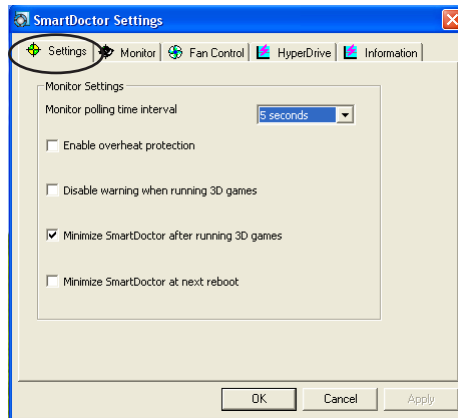 SmartDoctor Settings
Settings Monitor Fan Control HyperDrive Information
Monitor Settings
Monitor polling time interval 5 seconds
Enable overheat protection
Disable warning when running 3D games
Minimize SmartDoctor after running 3D games
Minimize SmartDoctor at next reboot
OK Cancel Apply